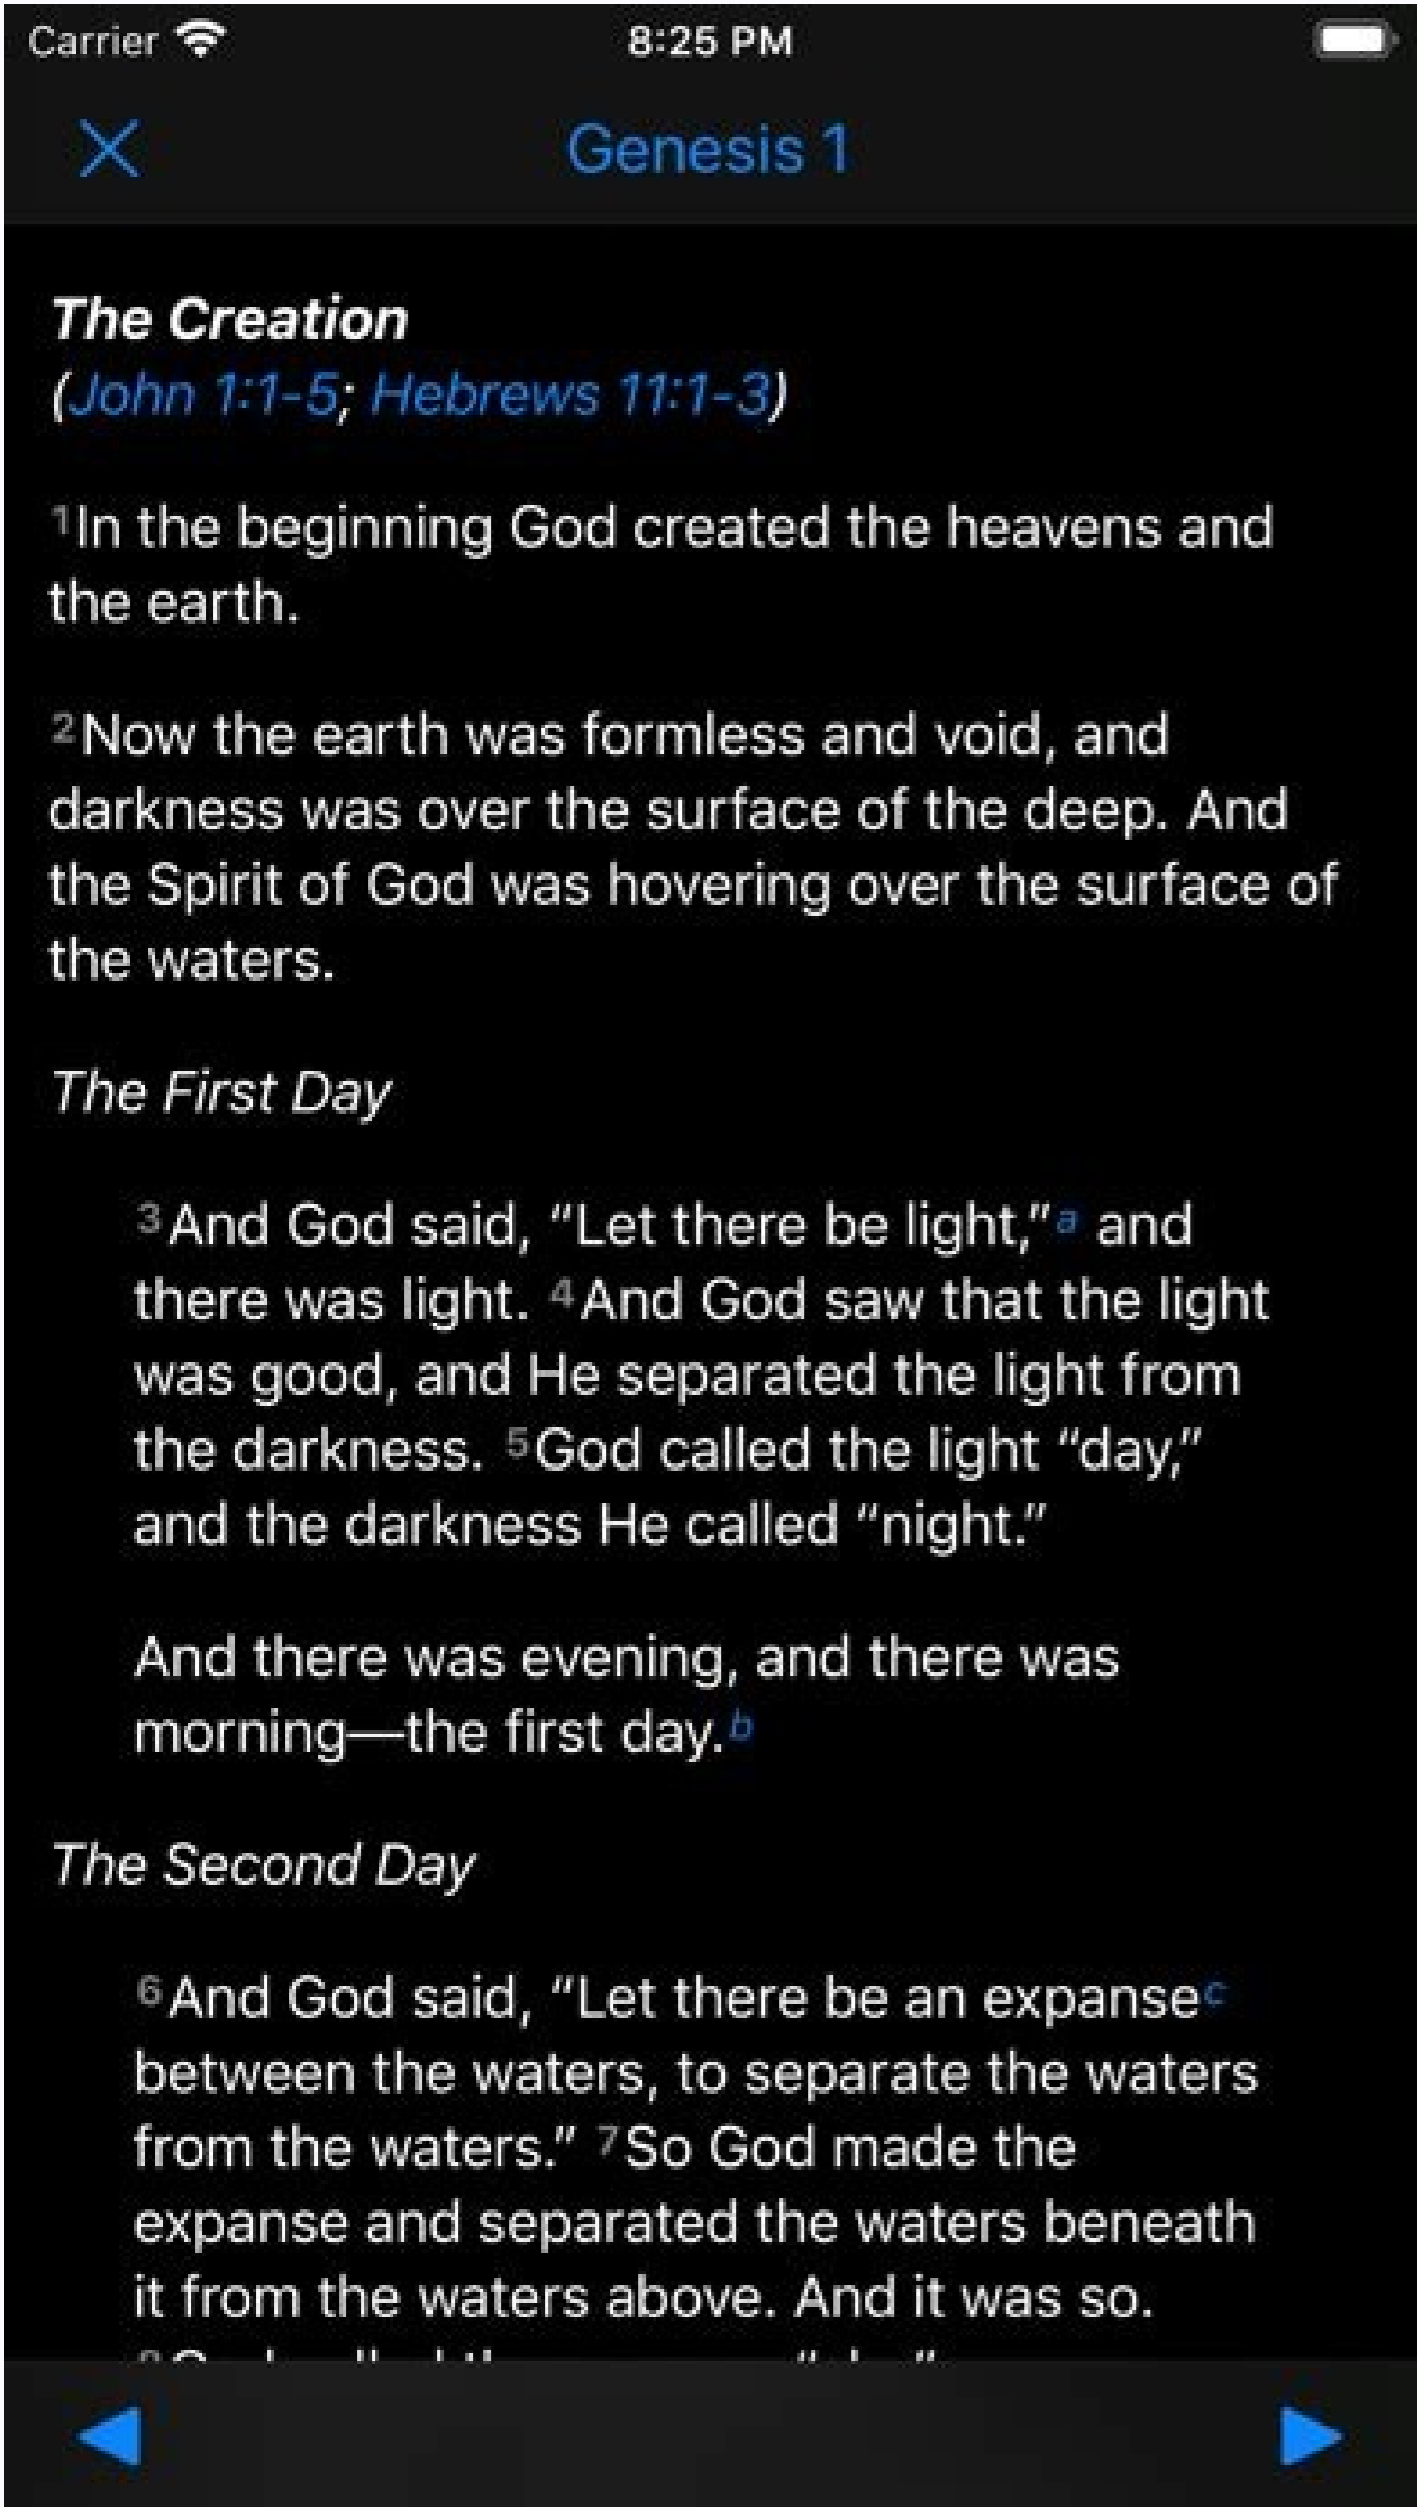 Carrier 8:25 PM
Genesis 1
The Creation
(John 1:1-5; Hebrews 11:1-3)
1In the beginning God created the heavens and
the earth.
2Now the earth was formless and void, and
darkness was over the surface of the deep. And
the Spirit of God was hovering over the surface of
the waters.
The First Day
3And God said, “Let there be light,”a and
there was light. 4And God saw that the light
was good, and He separated the light from
the darkness. 5God called the light “day,”
and the darkness He called “night.”
And there was evening, and there was
morning—the first day.b
The Second Day
6And God said, “Let there be an expansec
between the waters, to separate the waters
from the waters.” 7So God made the
expanse and separated the waters beneath
it from the waters above. And it was so.